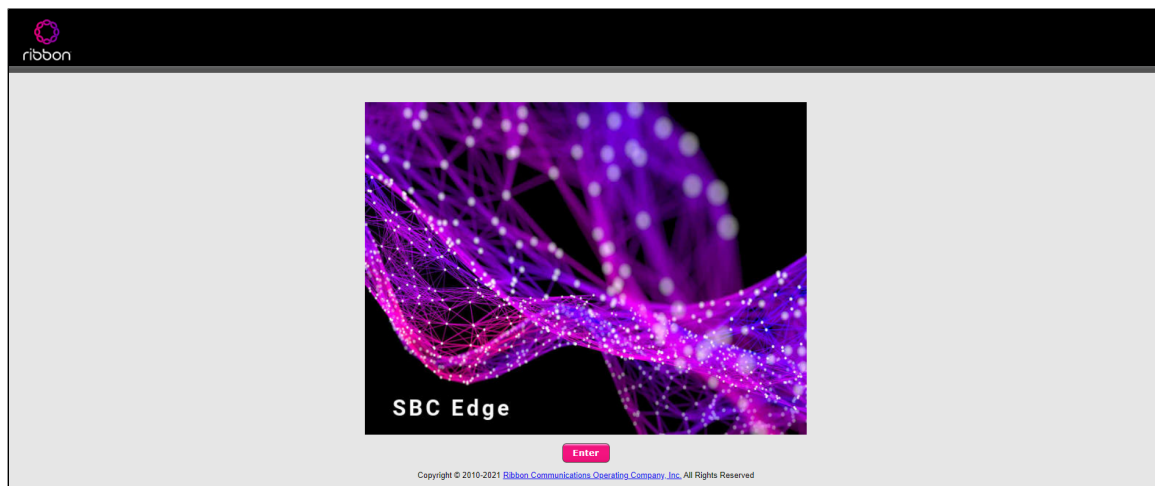 ribbon
SBC Edge
Enter
Copyright © 2010-2021 Ribbon Communications Operating Company, Inc. All Rights Reserved